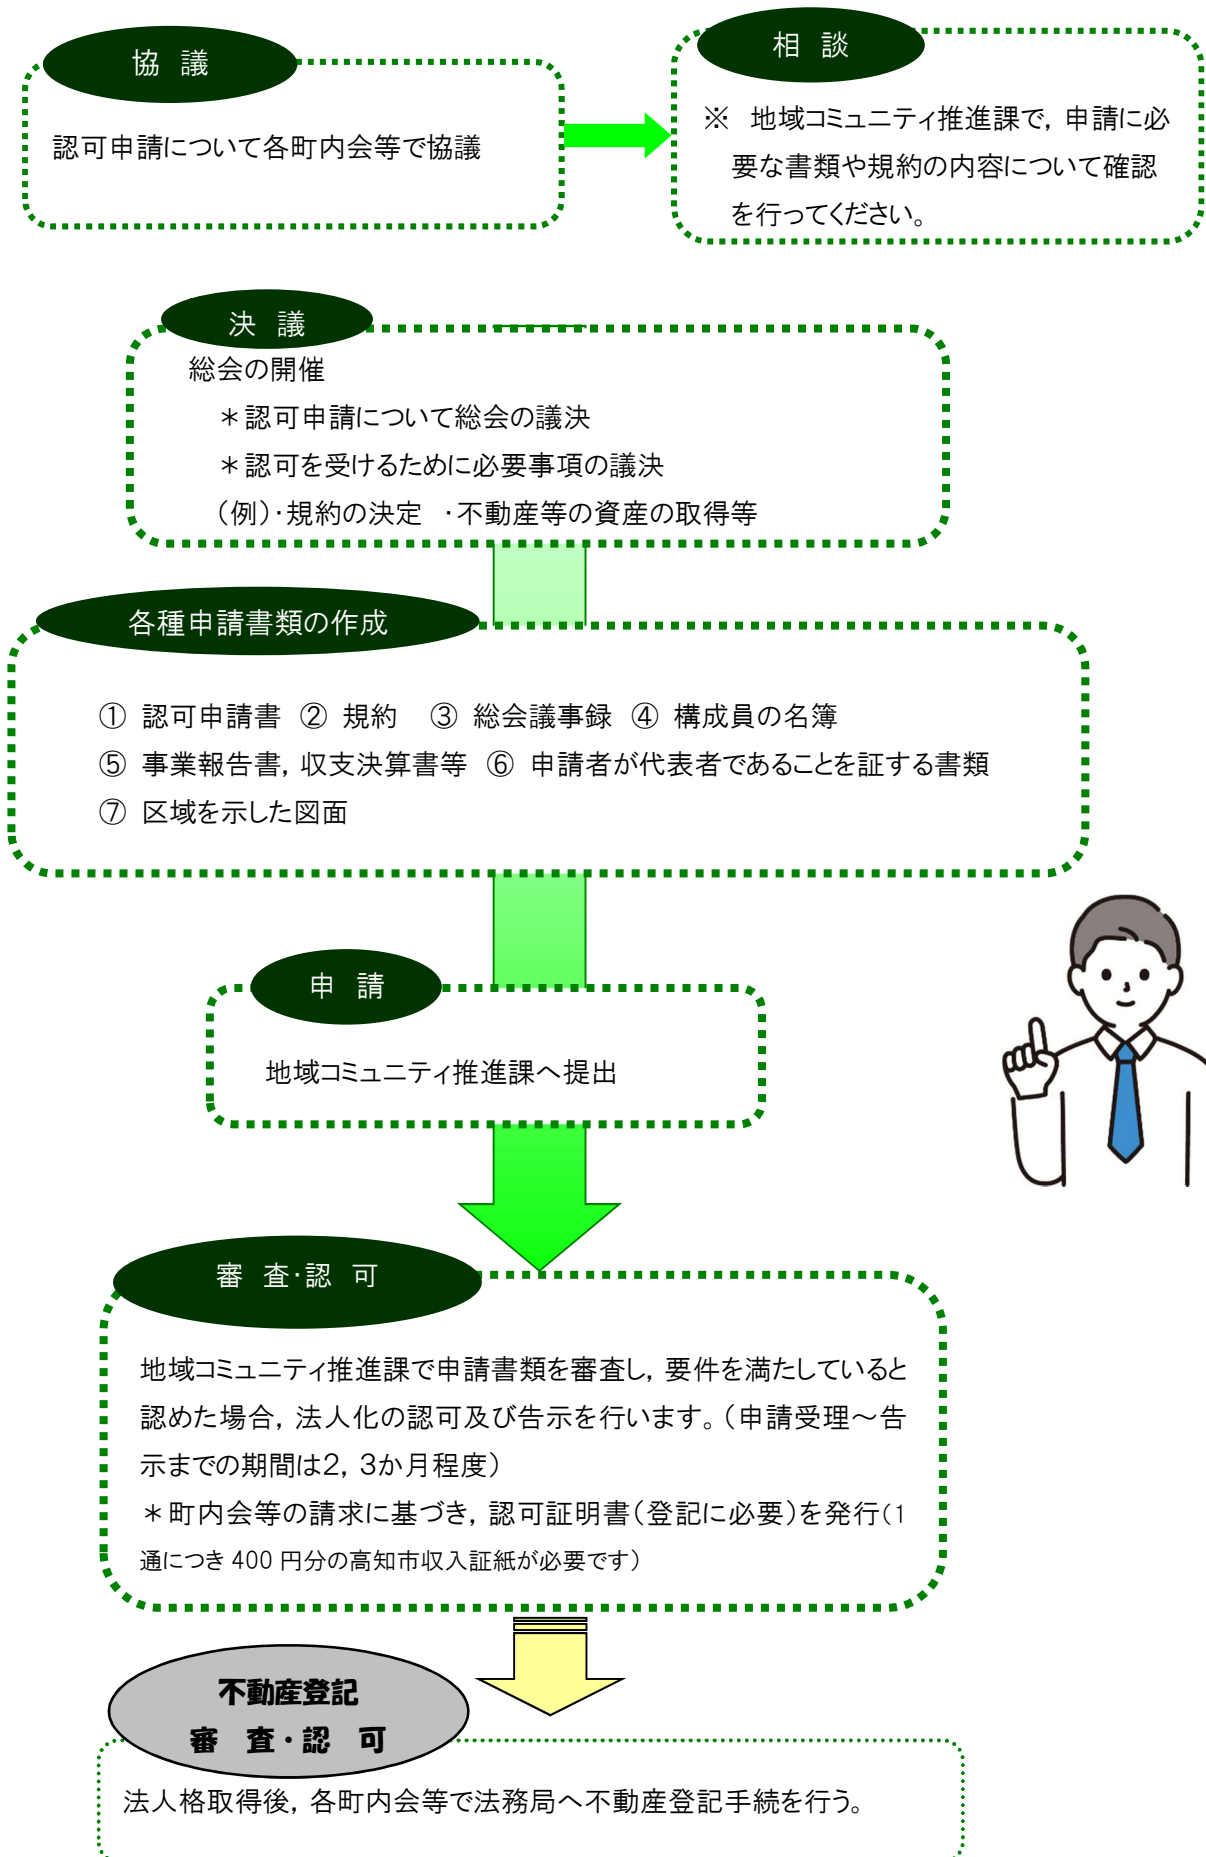 協 議
認可申請について各町内会等で協議
相 談
※ 地域コミュニティ推進課で,申請に必
要な書類や規約の内容について確認
を行ってください。
決 議
総会の開催
＊認可申請について総会の議決
＊認可を受けるために必要事項の議決
（例）・規約の決定 ・不動産等の資産の取得等
各種申請書類の作成
① 認可申請書 ② 規約 ③ 総会議事録 ④ 構成員の名簿
⑤ 事業報告書,収支決算書等 ⑥ 申請者が代表者であることを証する書類
⑦ 区域を示した図面
申 請
地域コミュニティ推進課へ提出
審 査・認 可
地域コミュニティ推進課で申請書類を審査し,要件を満たしていると
認めた場合,法人化の認可及び告示を行います。（申請受理～告
示までの期間は２,３か月程度）
＊町内会等の請求に基づき,認可証明書（登記に必要）を発行（1
通につき 400 円分の高知市収入証紙が必要です）
不動産登記
審 査・認 可
法人格取得後,各町内会等で法務局へ不動産登記手続を行う。